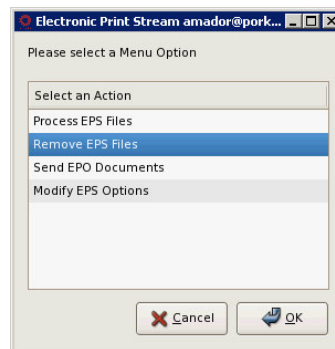 Electronic Print Stream amador@pork...
Please select a Menu Option
Select an Action
Process EPS Files
Remove EPS Files
Send EPO Documents
Modify EPS Options
Cancel
OK